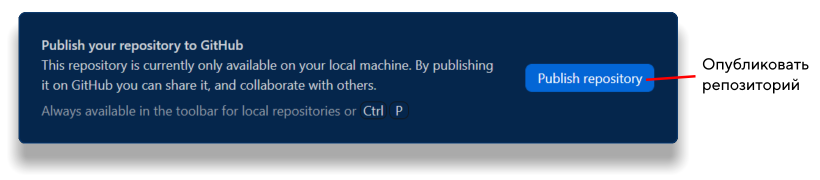 Publish your repository to GitHub
This repository is currently only available on your local machine. By publishing
it on GitHub you can share it, and collaborate with others.
Always available in the toolbar for local repositories or Ctrl P
Publish repository
Опубликовать
репозиторий